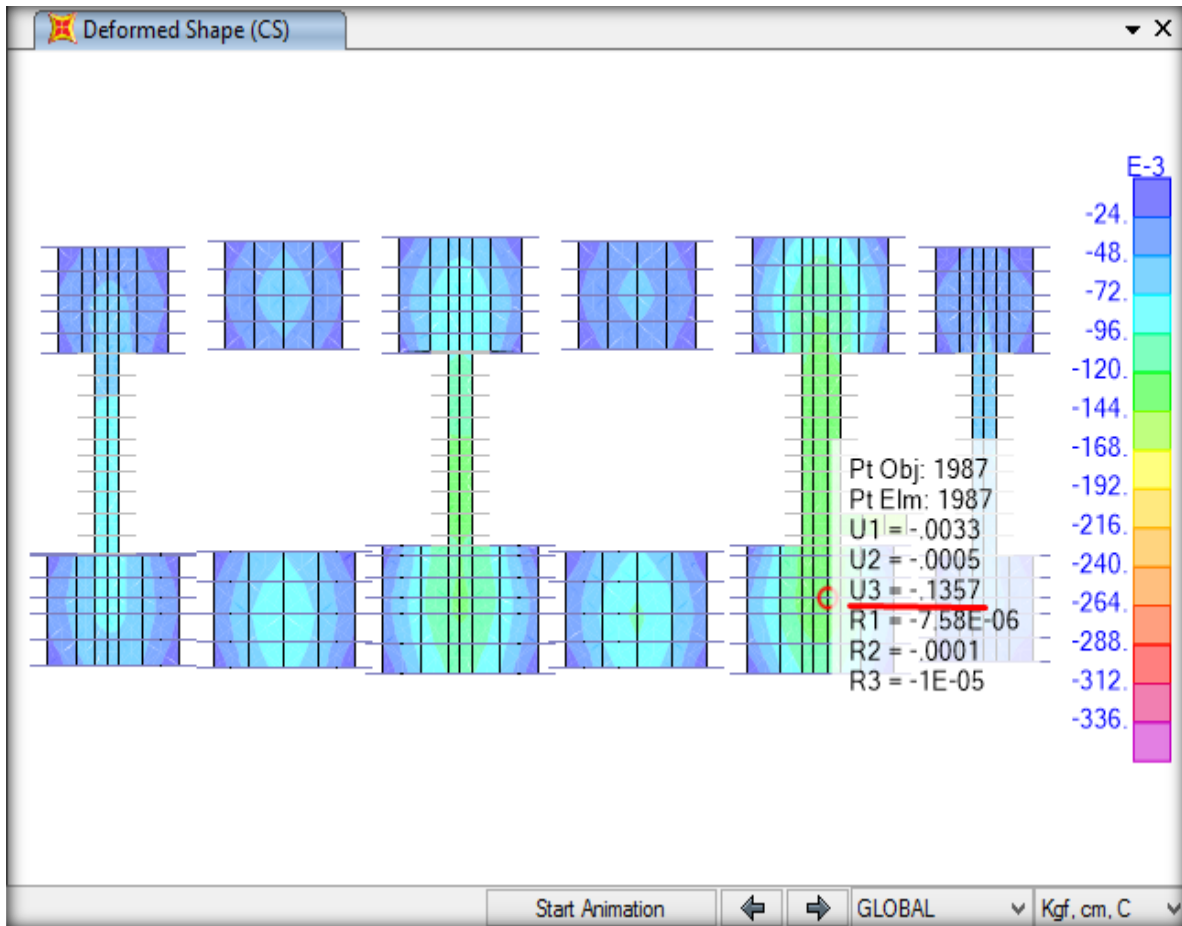 Deformed Shape (CS)
E-3
-24.
-48.
-72.
-96.
-120.
-144.
-168.
-192.
-216.
-240.
-264.
-288.
-312.
-336.
Pt Obj: 1987
Pt Elm: 1987
U1 = -.0033
U2 = -.0005
U3 = -.1357
R1 = -7.58E-06
R2 = -.0001
R3 = -1E-05
Start Animation
GLOBAL
Kgf, cm, C